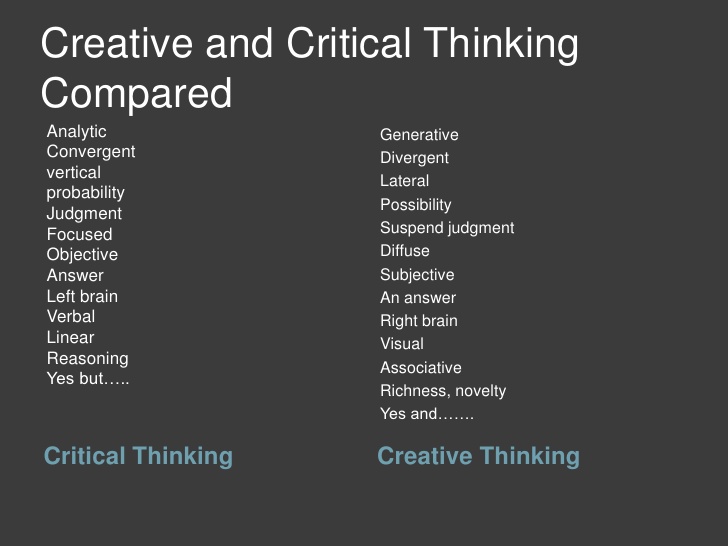 Creative and Critical Thinking
Compared
Analytic
Convergent
vertical
probability
Judgment
Focused
Objective
Answer
Left brain
Verbal
Linear
Reasoning
Yes but…..
Critical Thinking
Generative
Divergent
Lateral
Possibility
Suspend judgment
Diffuse
Subjective
An answer
Right brain
Visual
Associative
Richness, novelty
Yes and…….
Creative Thinking